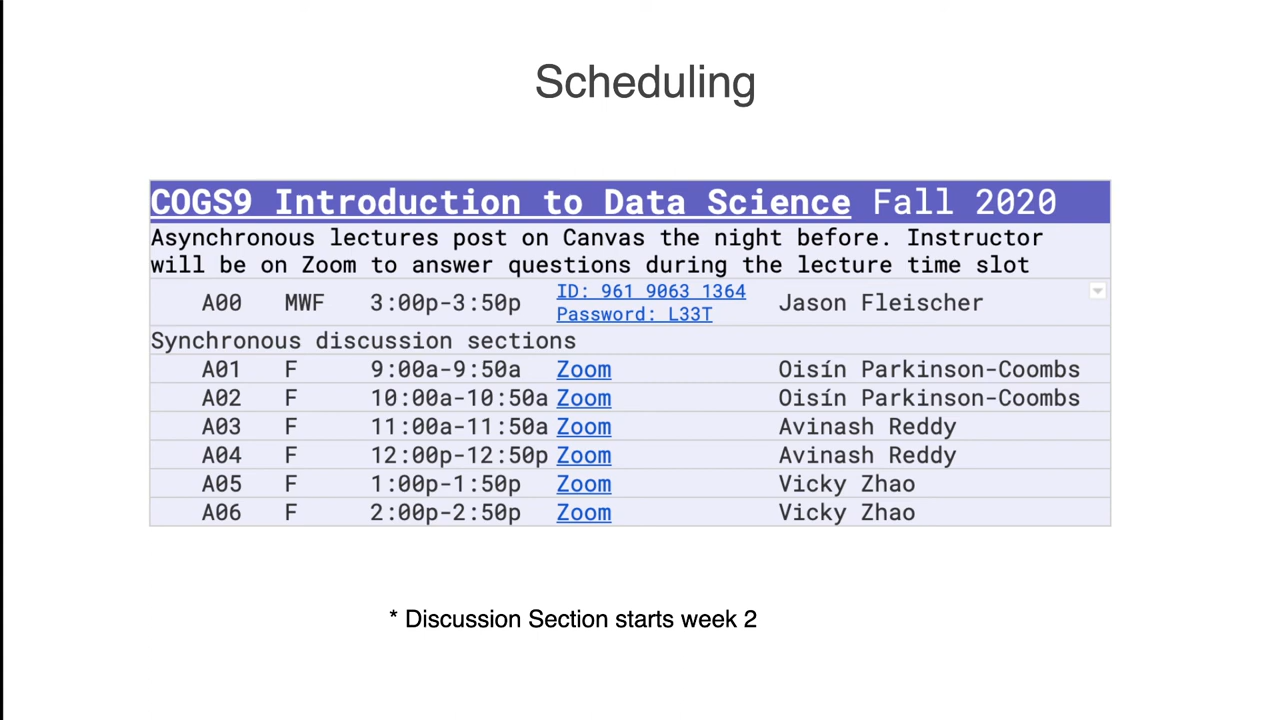 Scheduling
COGS9 Introduction to Data Science Fall 2020
Asynchronous lectures post on Canvas the night before. Instructor
will be on Zoom to answer questions during the lecture time slot
A00 MWF 3:00p-3:50p ID: 961 9063 1364 Jason Fleischer
Password: L33T
Synchronous discussion sections
A01 F 9:00a-9:50a Zoom Oisín Parkinson-Coombs
A02 F 10:00a-10:50a Zoom Oisín Parkinson-Coombs
A03 F 11:00a-11:50a Zoom Avinash Reddy
A04 F 12:00p-12:50p Zoom Avinash Reddy
A05 F 1:00p-1:50p Zoom Vicky Zhao
A06 F 2:00p-2:50p Zoom Vicky Zhao
* Discussion Section starts week 2